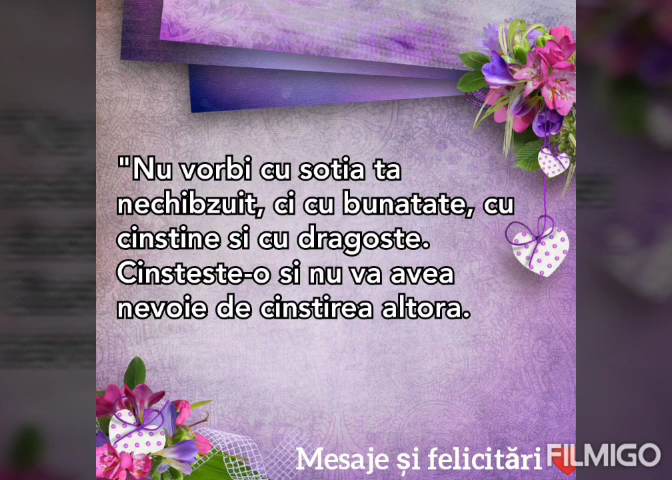 "Nu vorbi cu sotia ta
nechibzuit, ci cu bunatate, cu
cinstine si cu dragoste.
Cinsteste-o si nu va avea
nevoie de cinstirea altora.
Mesaje și felicitări
FILMIGO